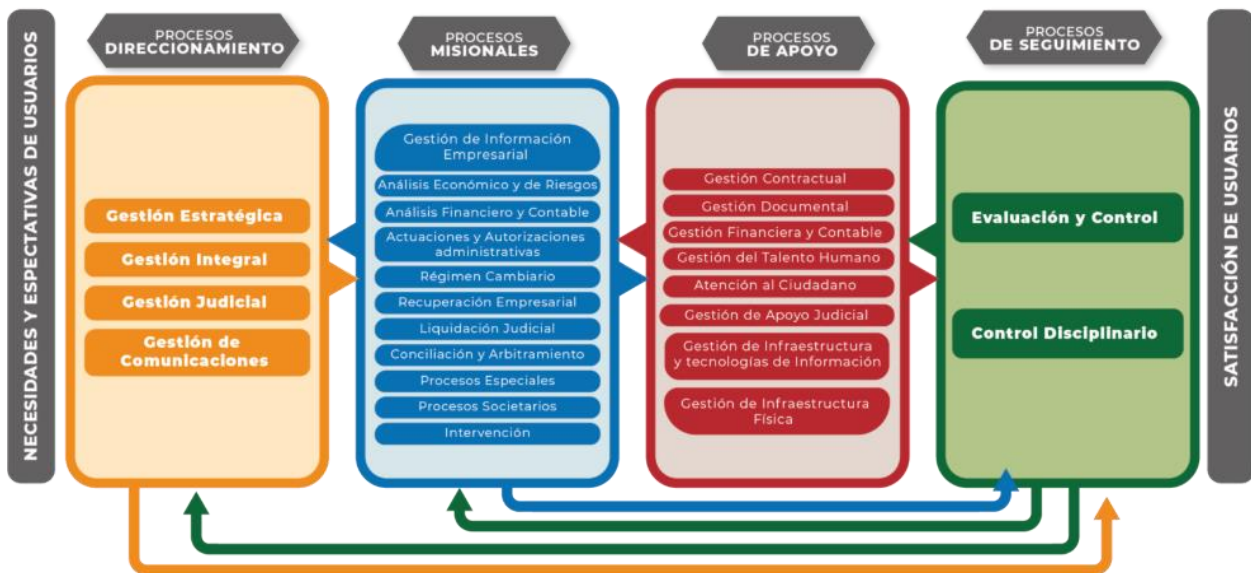 NECESIDADES Y ESPECTATIVAS DE USUARIOS
PROCESOS
DIRECCIONAMIENTO
Gestión Estratégica
Gestión Integral
Gestión Judicial
Gestión de
Comunicaciones
PROCESOS
MISIONALES
Gestión de Información
Empresarial
Análisis Económico y de Riesgos
Análisis Financiero y Contable
Actuaciones y Autorizaciones
administrativas
Régimen Cambiario
Recuperación Empresarial
Liquidación Judicial
Conciliación y Arbitramento
Procesos Especiales
Procesos Societarios
Intervención
PROCESOS
DE APOYO
Gestión Contractual
Gestión Documental
Gestión Financiera y Contable
Gestión del Talento Humano
Atención al Ciudadano
Gestión de Apoyo Judicial
Gestión de Infraestructura
y tecnologías de Información
Gestión de Infraestructura
Física
PROCESOS
DE SEGUIMIENTO
Evaluación y Control
Control Disciplinario
SATISFACCIÓN DE USUARIOS